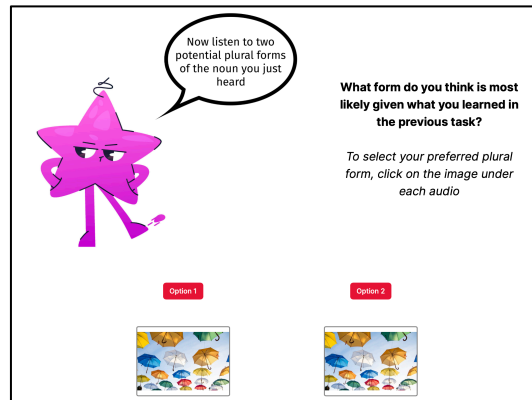 Now listen to two
potential plural forms
of the noun you just
heard
What form do you think is most
likely given what you learned in
the previous task?
To select your preferred plural
form, click on the image under
each audio
Option 1
Option 2